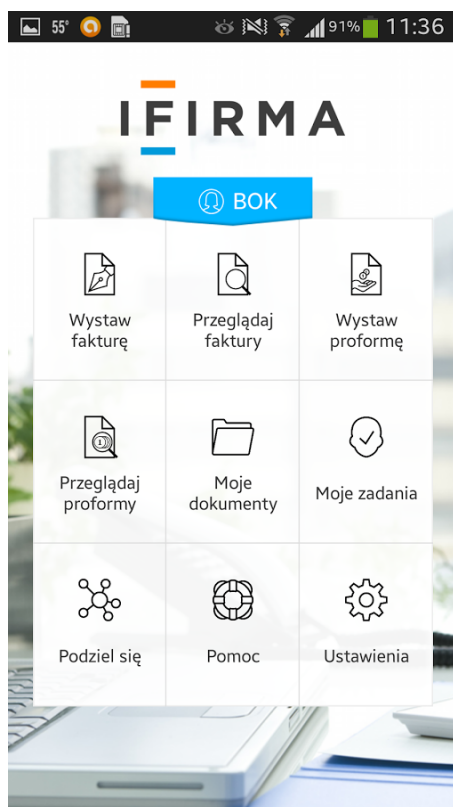 55°
91%
11:36
IFIRMA
BOK
Wystaw
fakturę
Przeglądaj
faktury
Wystaw
proformę
Przeglądaj
proformy
Moje
dokumenty
Moje zadania
Podziel się
Pomoc
Ustawienia